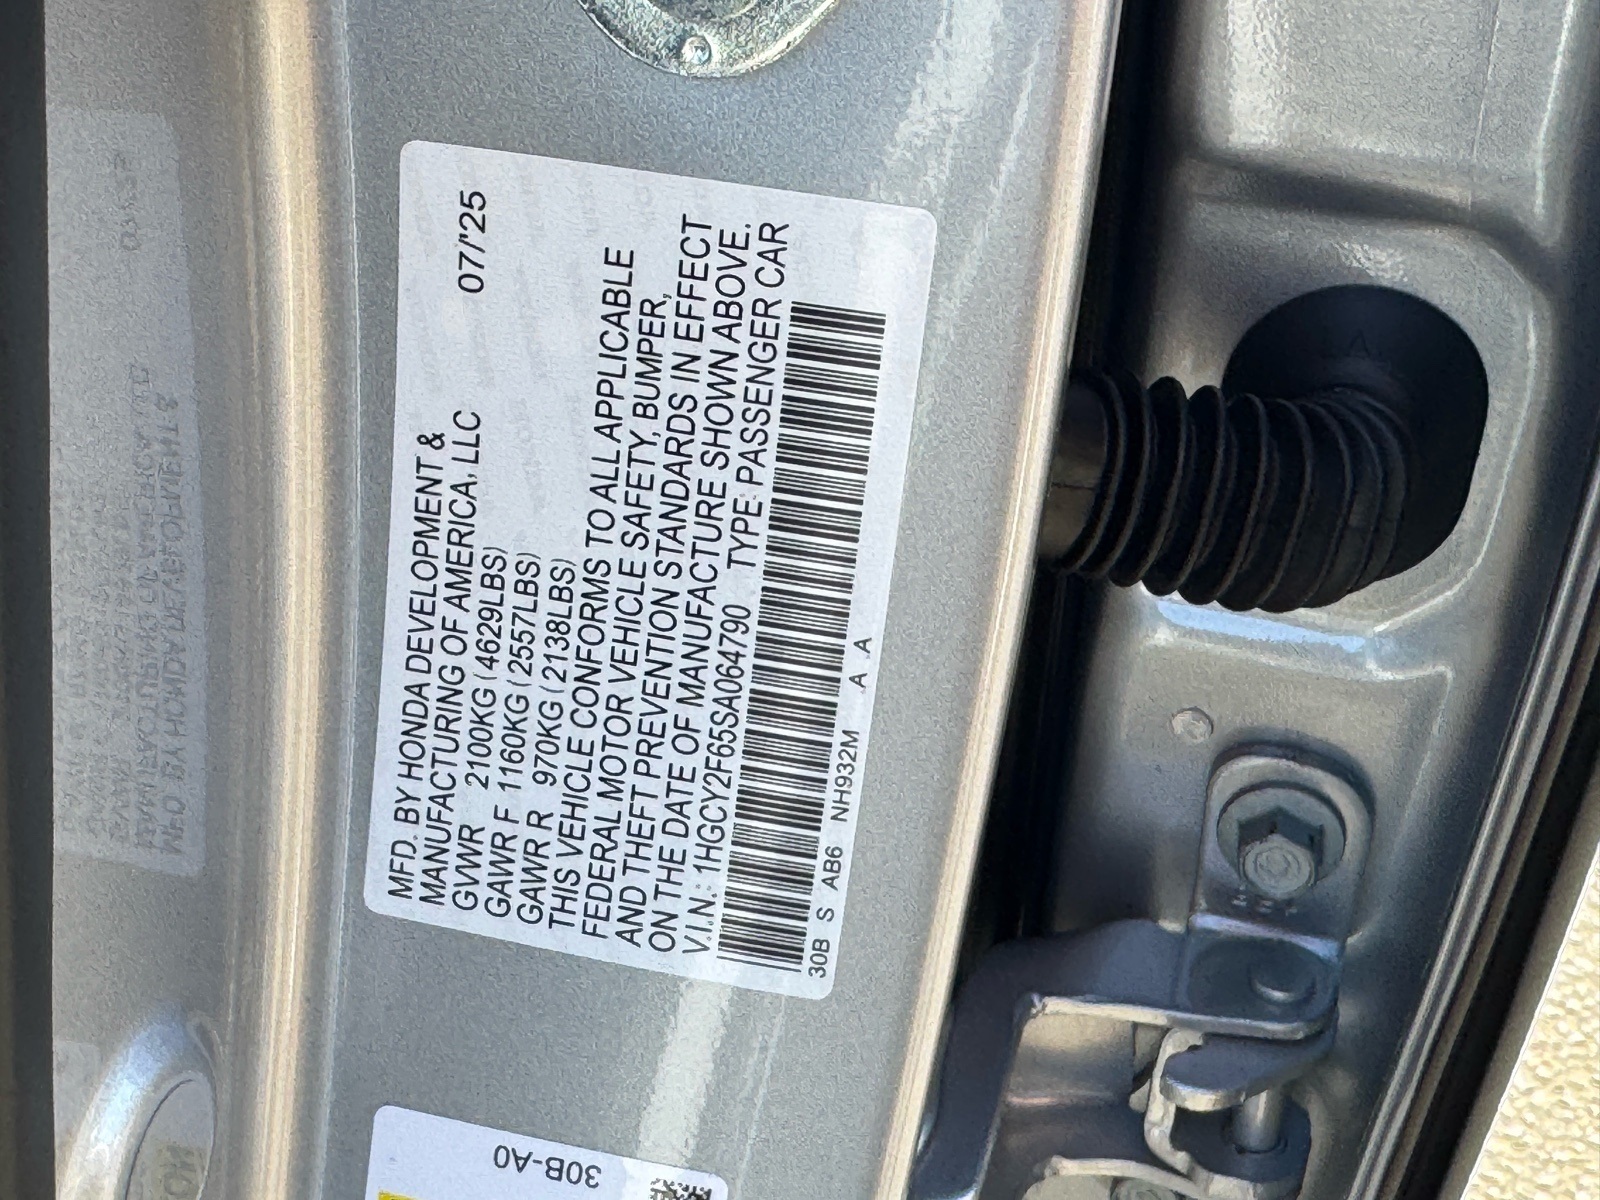 MFD. BY HONDA DEVELOPMENT &
MANUFACTURING OF AMERICA, LLC 07/'25
GVWR 2100KG (4629LBS)
GAWR F 1160KG (2557LBS)
GAWR R 970KG (2138LBS)
THIS VEHICLE CONFORMS TO ALL APPLICABLE
FEDERAL MOTOR VEHICLE SAFETY, BUMPER,
AND THEFT PREVENTION STANDARDS IN EFFECT
ON THE DATE OF MANUFACTURE SHOWN ABOVE.
V.I.N.: 1HGCY2F65SA064790 TYPE: PASSENGER CAR
30B S AB6 NH932M A A
30B-A0